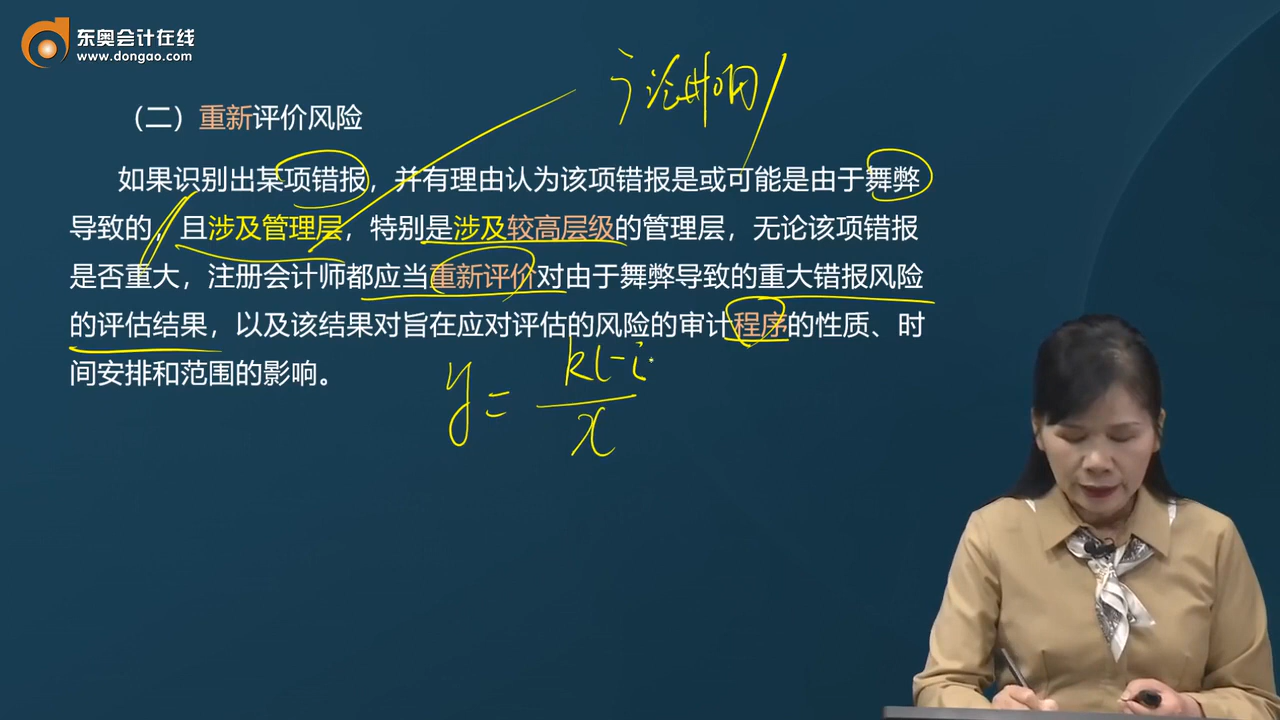 东奥会计在线
www.dongao.com
（二）重新评价风险
如果识别出某项错报，并有理由认为该项错报是或可能是由于舞弊
导致的，且涉及管理层，特别是涉及较高层级的管理层，无论该项错报
是否重大，注册会计师都应当重新评价对由于舞弊导致的重大错报风险
的评估结果，以及该结果对旨在应对评估的风险的审计程序的性质、时
间安排和范围的影响。
y =
x